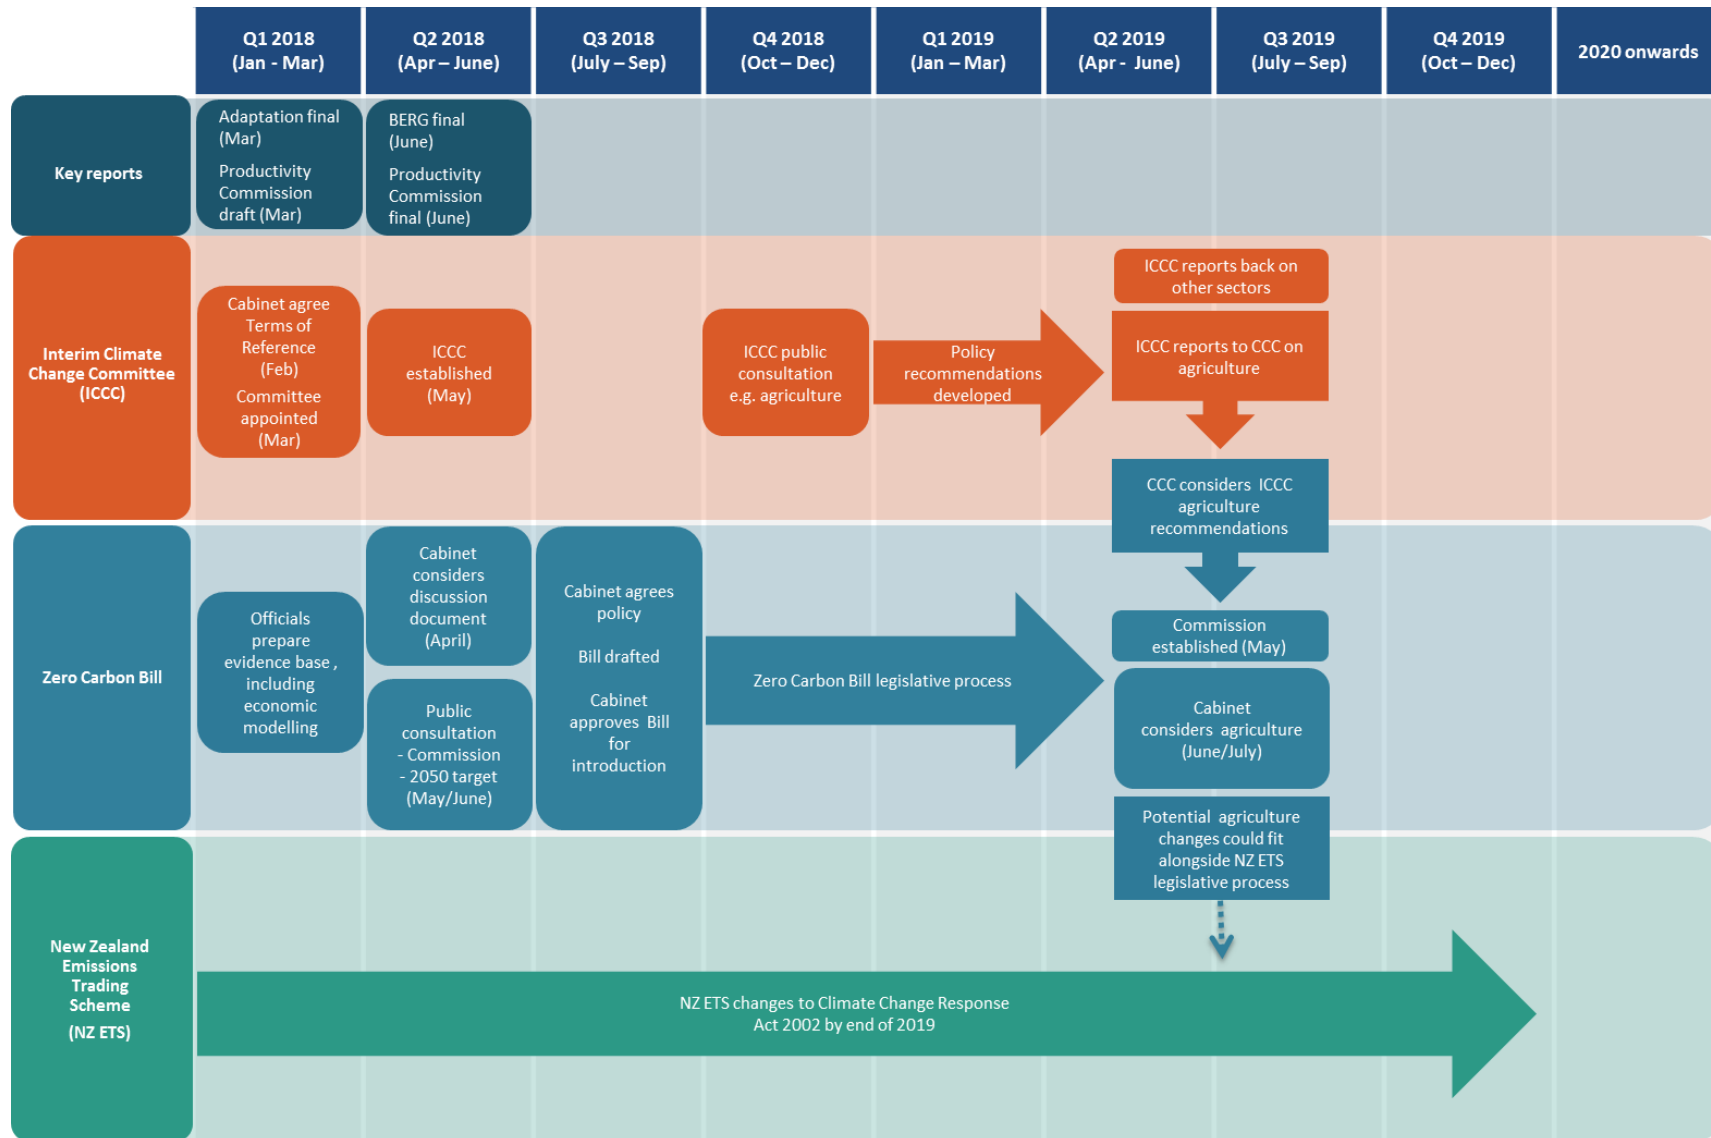 Q1 2018
(Jan - Mar)
Q2 2018
(Apr – June)
Q3 2018
(July – Sep)
Q4 2018
(Oct – Dec)
Q1 2019
(Jan – Mar)
Q2 2019
(Apr - June)
Q3 2019
(July – Sep)
Q4 2019
(Oct – Dec)
2020 onwards
Key reports
Adaptation final
(Mar)
Productivity
Commission
draft (Mar)
BERG final
(June)
Productivity
Commission
final (June)
Interim Climate
Change Committee
(ICCC)
Cabinet agree
Terms of
Reference
(Feb)
Committee
appointed
(Mar)
ICCC
established
(May)
ICCC public
consultation
e.g. agriculture
Policy
recommendations
developed
ICCC reports back on
other sectors
ICCC reports to CCC on
agriculture
CCC considers ICCC
agriculture
recommendations
Zero Carbon Bill
Officials
prepare
evidence base ,
including
economic
modelling
Cabinet
considers
discussion
document
(April)
Public
consultation
- Commission
- 2050 target
(May/June)
Cabinet agrees
policy
Bill drafted
Cabinet
approves Bill
for
introduction
Zero Carbon Bill legislative process
Commission
established (May)
Cabinet
considers agriculture
(June/July)
Potential agriculture
changes could fit
alongside NZ ETS
legislative process
New Zealand
Emissions
Trading
Scheme
(NZ ETS)
NZ ETS changes to Climate Change Response
Act 2002 by end of 2019